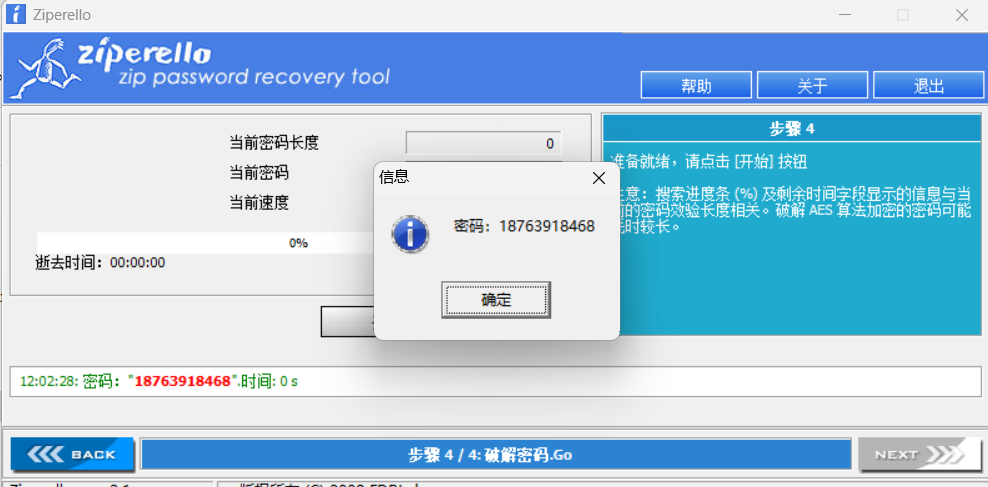 Ziperello
ziperello
zip password recovery tool
帮助
关于
退出
当前密码长度
0
当前密码
当前速度
0%
逝去时间：00:00:00
步骤 4
准备就绪，请点击 [开始] 按钮
注意：搜索进度条 (%) 及剩余时间字段显示的信息与当
前的密码效验长度相关。破解 AES 算法加密的密码可能
耗时较长。
信息
密码：18763918468
确定
12:02:28: 密码："18763918468".时间: 0 s
BACK
步骤 4 / 4: 破解密码.Go
NEXT